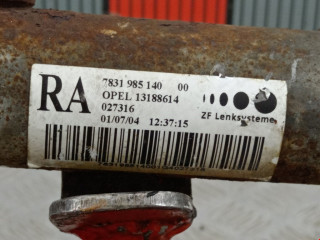 RA
7831 985 140 00
OPEL 13188614
027316
01/07/04 12:37:15
ZF Lenksysteme